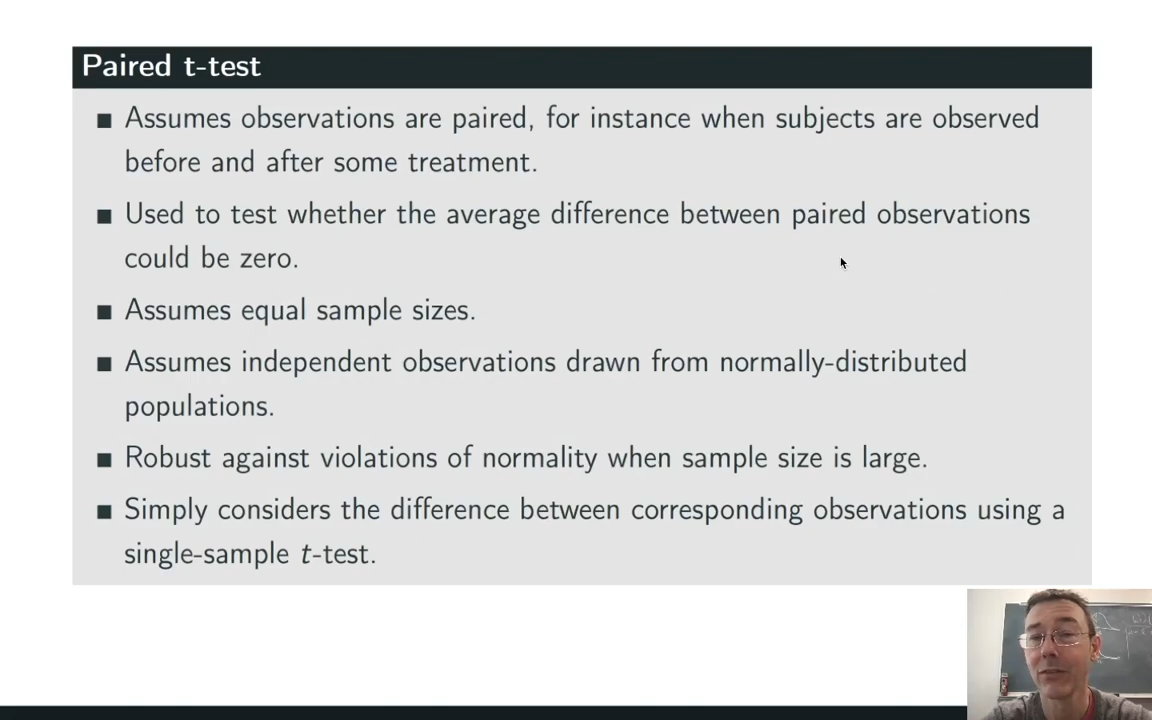 Paired t-test
■ Assumes observations are paired, for instance when subjects are observed
before and after some treatment.
■ Used to test whether the average difference between paired observations
could be zero.
■ Assumes equal sample sizes.
■ Assumes independent observations drawn from normally-distributed
populations.
■ Robust against violations of normality when sample size is large.
■ Simply considers the difference between corresponding observations using a
single-sample t-test.